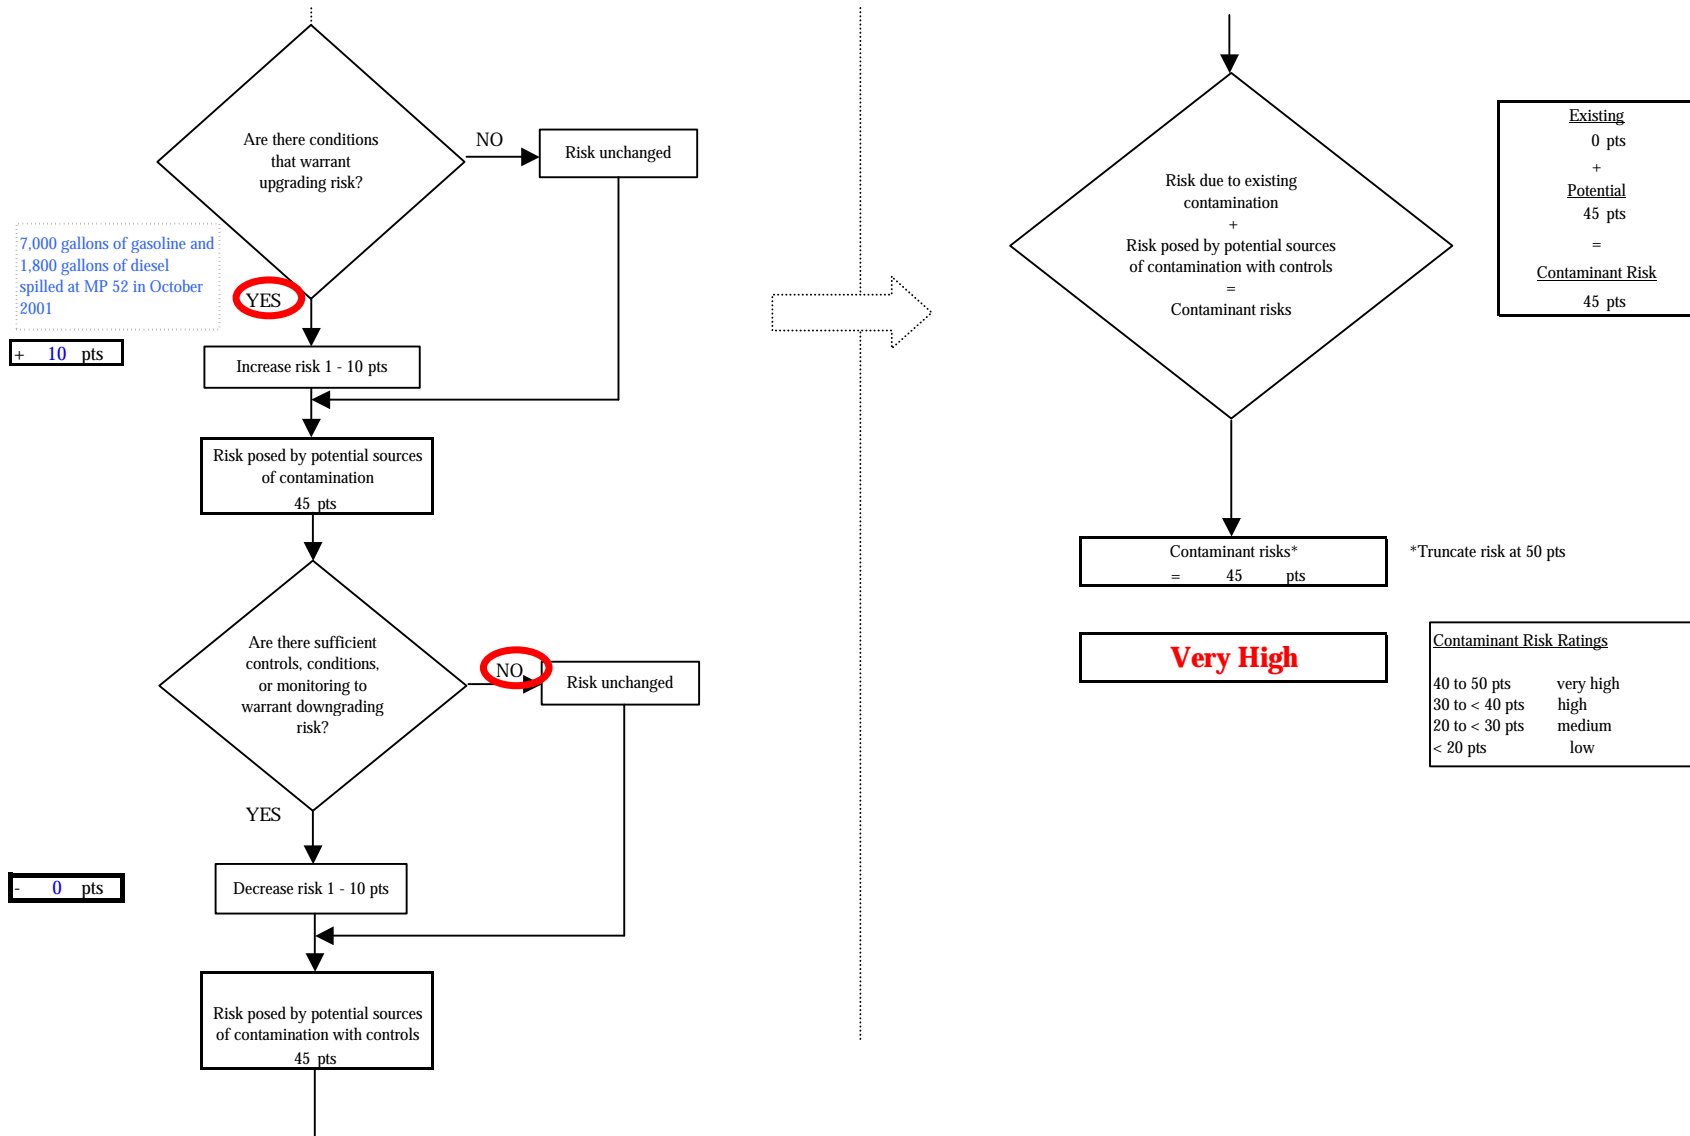 Are there conditions
that warrant
upgrading risk?
NO
Risk unchanged
7,000 gallons of gasoline and
1,800 gallons of diesel
spilled at MP 52 in October
2001
YES
+ 10 pts
Increase risk 1 - 10 pts
Risk posed by potential sources
of contamination
45 pts
Are there sufficient
controls, conditions,
or monitoring to
warrant downgrading
risk?
NO
Risk unchanged
YES
- 0 pts
Decrease risk 1 - 10 pts
Risk posed by potential sources
of contamination with controls
45 pts
Risk due to existing
contamination
+
Risk posed by potential sources
of contamination with controls
=
Contaminant risks
Existing
0 pts
+
Potential
45 pts
=
Contaminant Risk
45 pts
Contaminant risks*
= 45 pts
*Truncate risk at 50 pts
Very High
Contaminant Risk Ratings
40 to 50 pts very high
30 to < 40 pts high
20 to < 30 pts medium
< 20 pts low